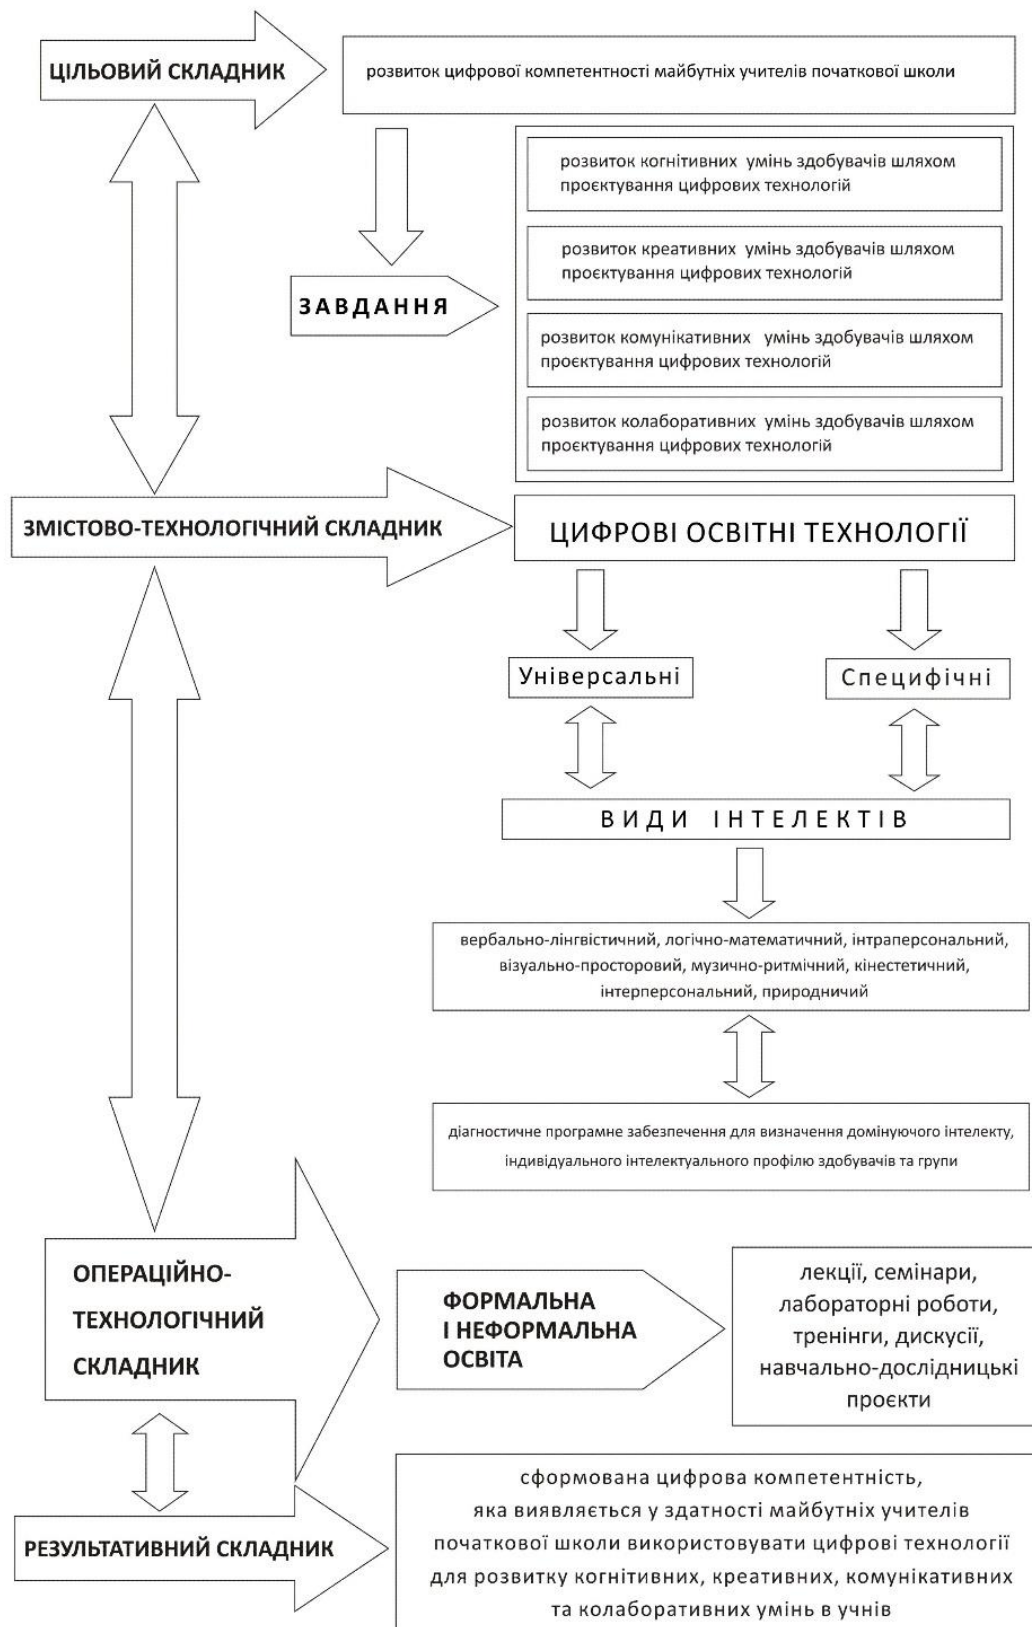 ЦІЛЬОВИЙ СКЛАДНИК
розвиток цифрової компетентності майбутніх учителів початкової школи
розвиток когнітивних умінь здобувачів шляхом
проєктування цифрових технологій
розвиток креативних умінь здобувачів шляхом
проєктування цифрових технологій
ЗАВДАННЯ
розвиток комунікативних умінь здобувачів шляхом
проєктування цифрових технологій
розвиток колаборативних умінь здобувачів шляхом
проєктування цифрових технологій
ЗМІСТОВО-ТЕХНОЛОГІЧНИЙ СКЛАДНИК
ЦИФРОВІ ОСВІТНІ ТЕХНОЛОГІЇ
Універсальні
Специфічні
ВИДИ ІНТЕЛЕКТІВ
вербально-лінгвістичний, логічно-математичний, інтраперсональний,
візуально-просторовий, музично-ритмічний, кінестетичний,
інтерперсональний, природничий
діагностичне програмне забезпечення для визначення домінуючого інтелекту,
індивідуального інтелектуального профілю здобувачів та групи
ОПЕРАЦІЙНО-
ТЕХНОЛОГІЧНИЙ
СКЛАДНИК
ФОРМАЛЬНА
І НЕФОРМАЛЬНА
ОСВІТА
лекції, семінари,
лабораторні роботи,
тренінги, дискусії,
навчально-дослідницькі
проєкти
РЕЗУЛЬТАТИВНИЙ СКЛАДНИК
сформована цифрова компетентність,
яка виявляється у здатності майбутніх учителів
початкової школи використовувати цифрові технології
для розвитку когнітивних, креативних, комунікативних
та колаборативних умінь в учнів